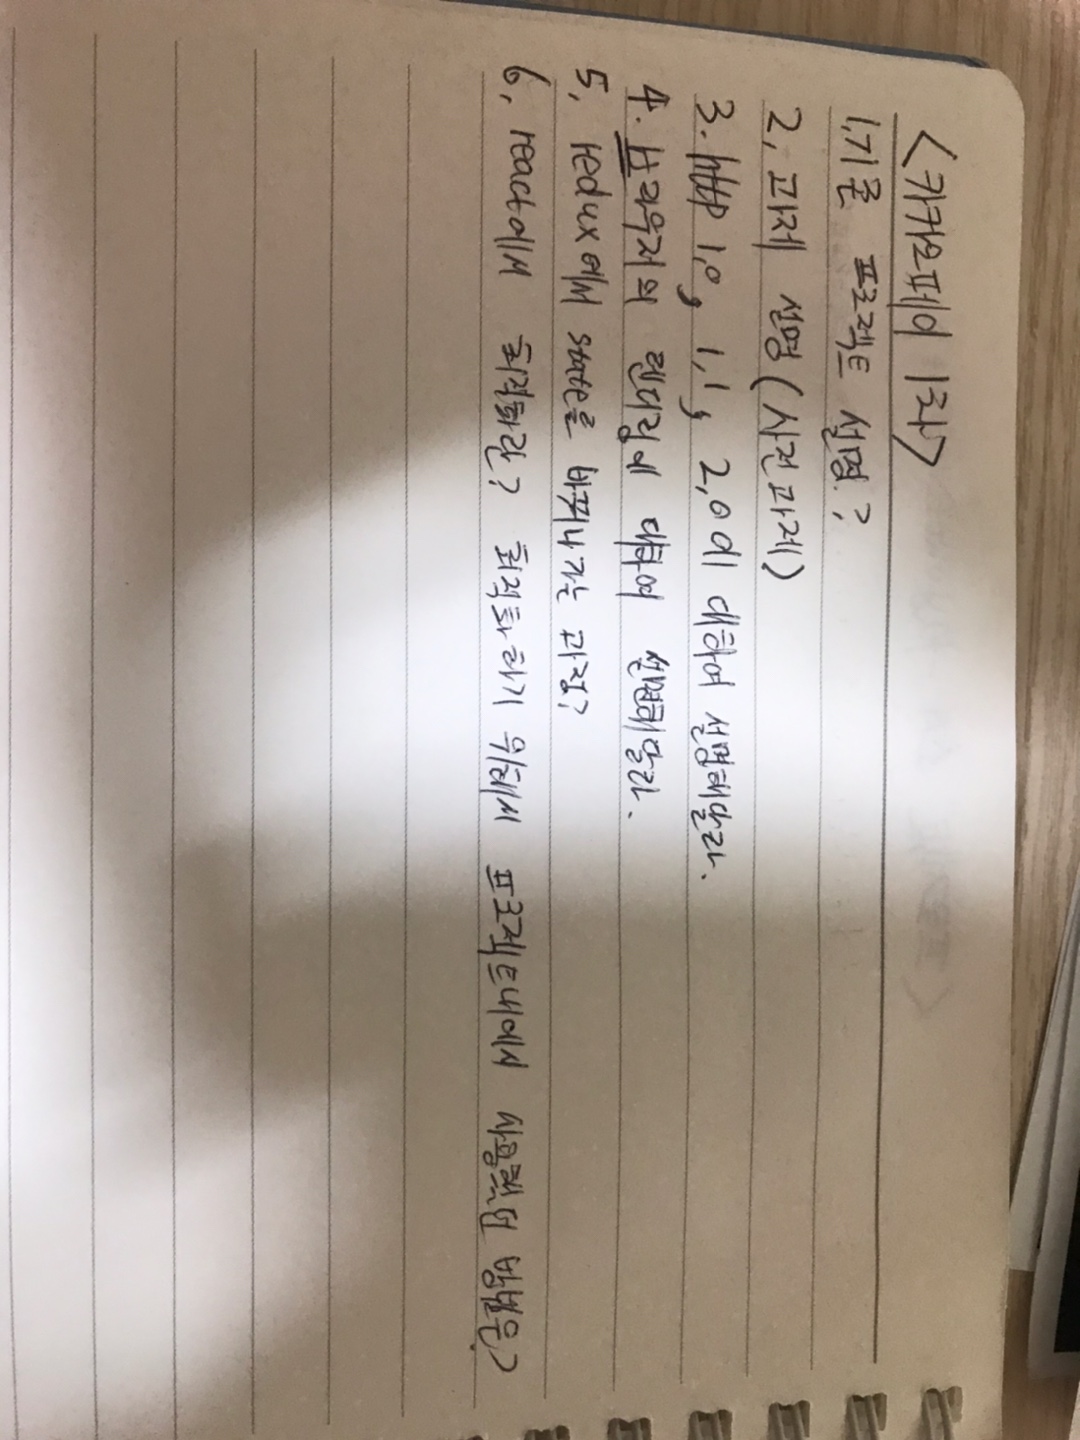 <카카오페이 1차>
1, 기존 프로젝트 설명?
2, 과제 설명 (사전과제)
3. http 1.0, 1.1, 2.0에 대하여 설명해달라.
4. 브라우저의 렌더링에 대하여 설명해달라.
5, redux에서 state로 바뀌나가는 과정?
6, react에서 최적화란? 최적화하기 위해서 프로젝트내에서 사용했던 방법은?